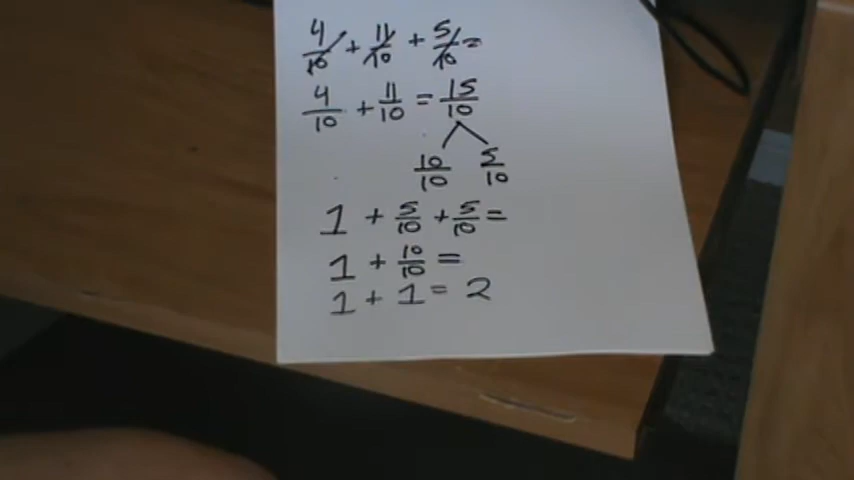 4/10 + 11/10 + 5/10 =
4/10 + 11/10 = 15/10
10/10 5/10
1 + 5/10 + 5/10 =
1 + 10/10 =
1 + 1 = 2